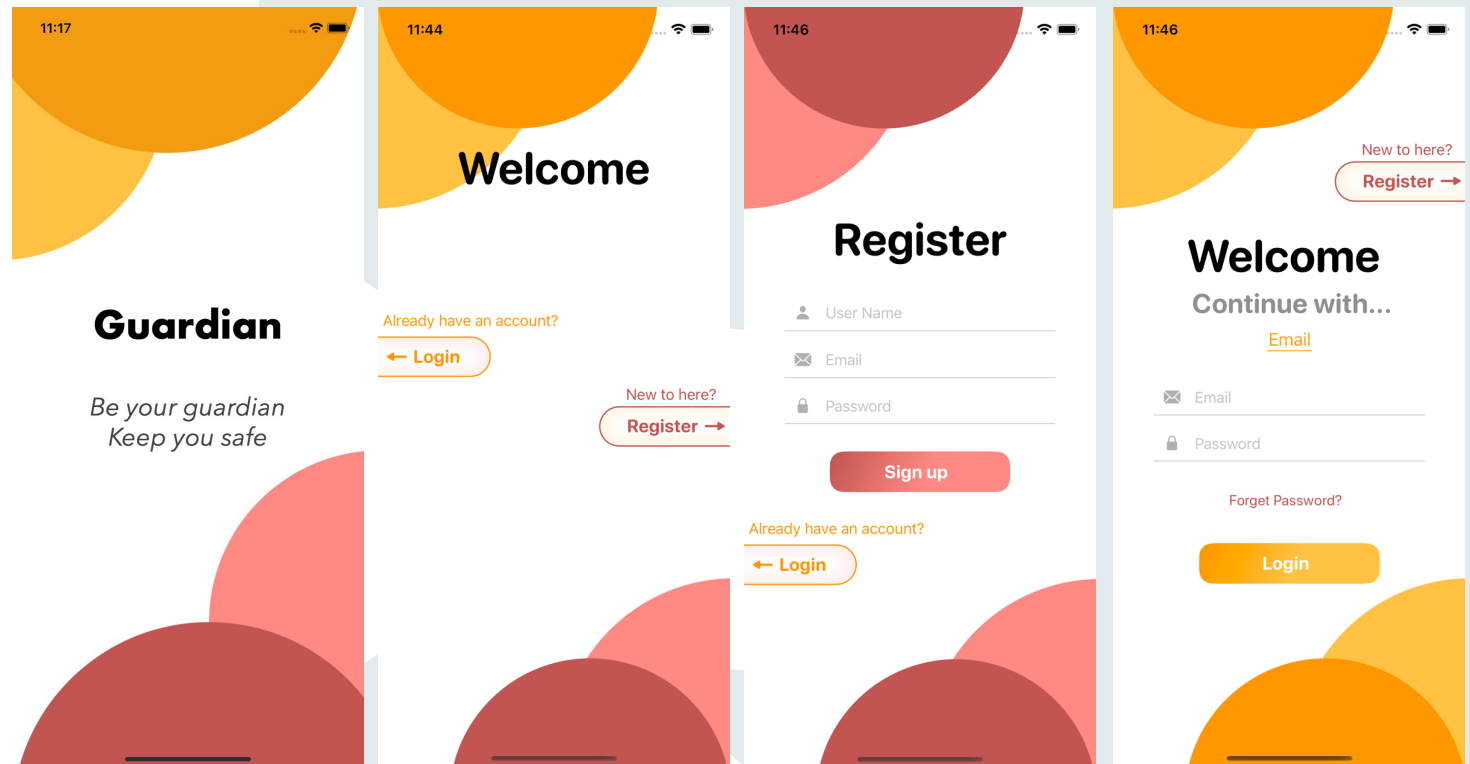 11:17
Guardian
Be your guardian
Keep you safe
11:44
Welcome
Already have an account?
← Login
New to here?
Register →
11:46
Register
User Name
Email
Password
Sign up
Already have an account?
← Login
11:46
New to here?
Register →
Welcome
Continue with...
Email
Email
Password
Forget Password?
Login